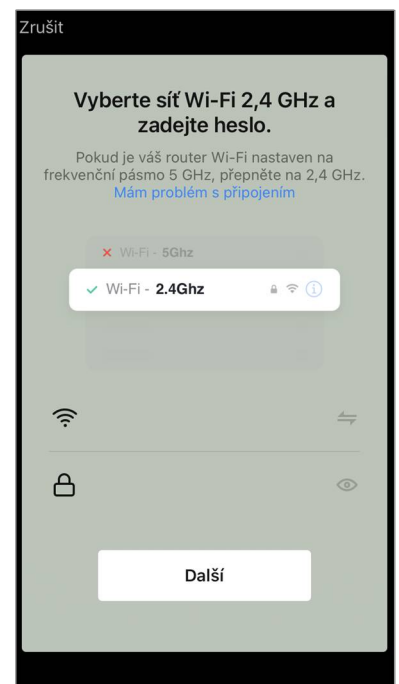 Zrušit
Vyberte síť Wi-Fi 2,4 GHz a
zadejte heslo.
Pokud je váš router Wi-Fi nastaven na
frekvenční pásmo 5 GHz, přepněte na 2,4 GHz.
Mám problém s připojením
Wi-Fi - 5Ghz
Wi-Fi - 2.4Ghz
Další